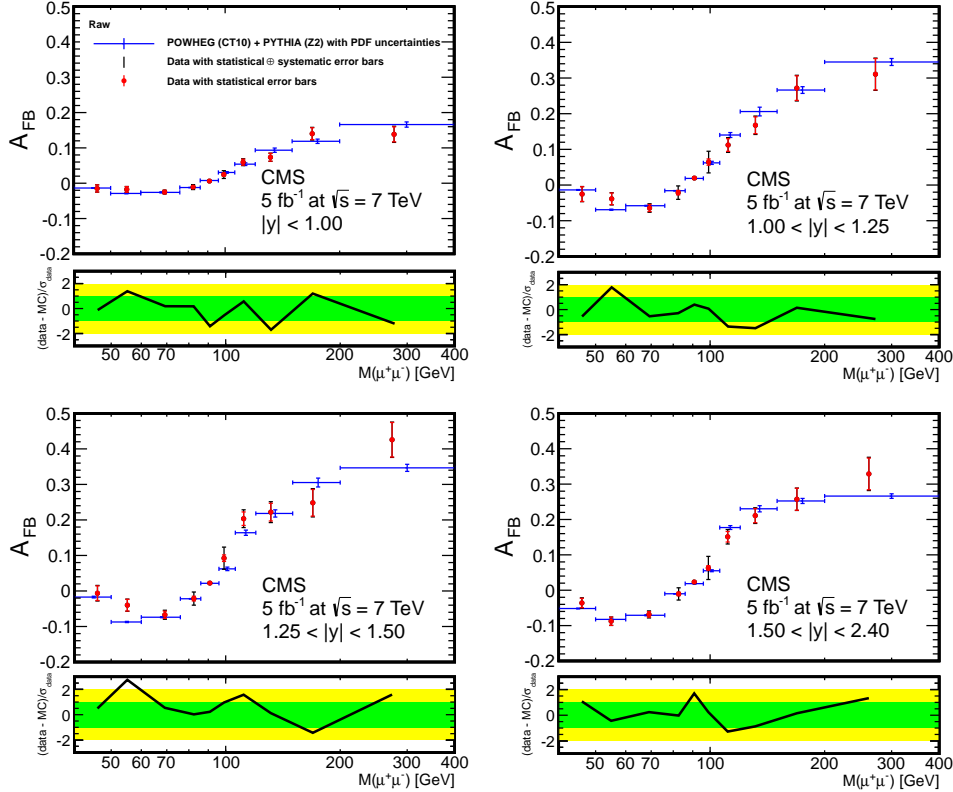 Raw
POWHEG (CT10) + PYTHIA (Z2) with PDF uncertainties
Data with statistical ⊕ systematic error bars
Data with statistical error bars
A_FB
0.5
0.4
0.3
0.2
0.1
0
-0.1
-0.2
CMS
5 fb⁻¹ at √s = 7 TeV
|y| < 1.00
(data - MC)/σ_data
2
0
-2
50 60 70 100 200 300 400
M(μ⁺μ⁻) [GeV]
A_FB
0.5
0.4
0.3
0.2
0.1
0
-0.1
-0.2
CMS
5 fb⁻¹ at √s = 7 TeV
1.00 < |y| < 1.25
(data - MC)/σ_data
2
0
-2
50 60 70 100 200 300 400
M(μ⁺μ⁻) [GeV]
A_FB
0.5
0.4
0.3
0.2
0.1
0
-0.1
-0.2
CMS
5 fb⁻¹ at √s = 7 TeV
1.25 < |y| < 1.50
(data - MC)/σ_data
2
0
-2
50 60 70 100 200 300 400
M(μ⁺μ⁻) [GeV]
A_FB
0.5
0.4
0.3
0.2
0.1
0
-0.1
-0.2
CMS
5 fb⁻¹ at √s = 7 TeV
1.50 < |y| < 2.40
(data - MC)/σ_data
2
0
-2
50 60 70 100 200 300 400
M(μ⁺μ⁻) [GeV]